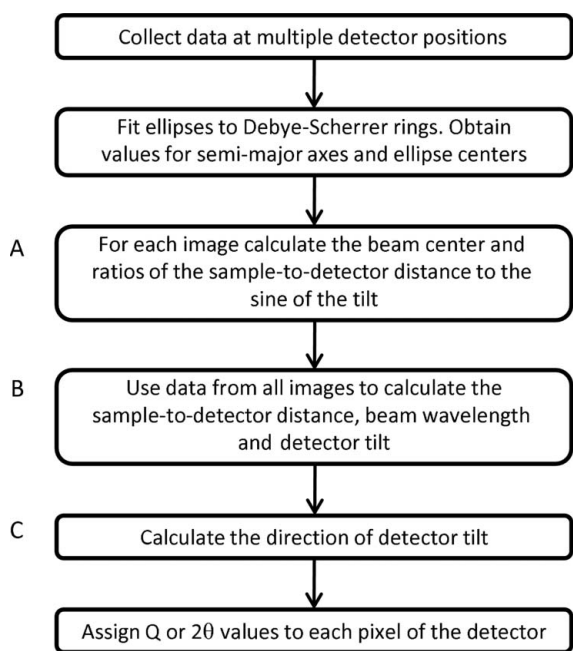 Collect data at multiple detector positions
Fit ellipses to Debye-Scherrer rings. Obtain
values for semi-major axes and ellipse centers
A
For each image calculate the beam center and
ratios of the sample-to-detector distance to the
sine of the tilt
B
Use data from all images to calculate the
sample-to-detector distance, beam wavelength
and detector tilt
C
Calculate the direction of detector tilt
Assign Q or 2θ values to each pixel of the detector